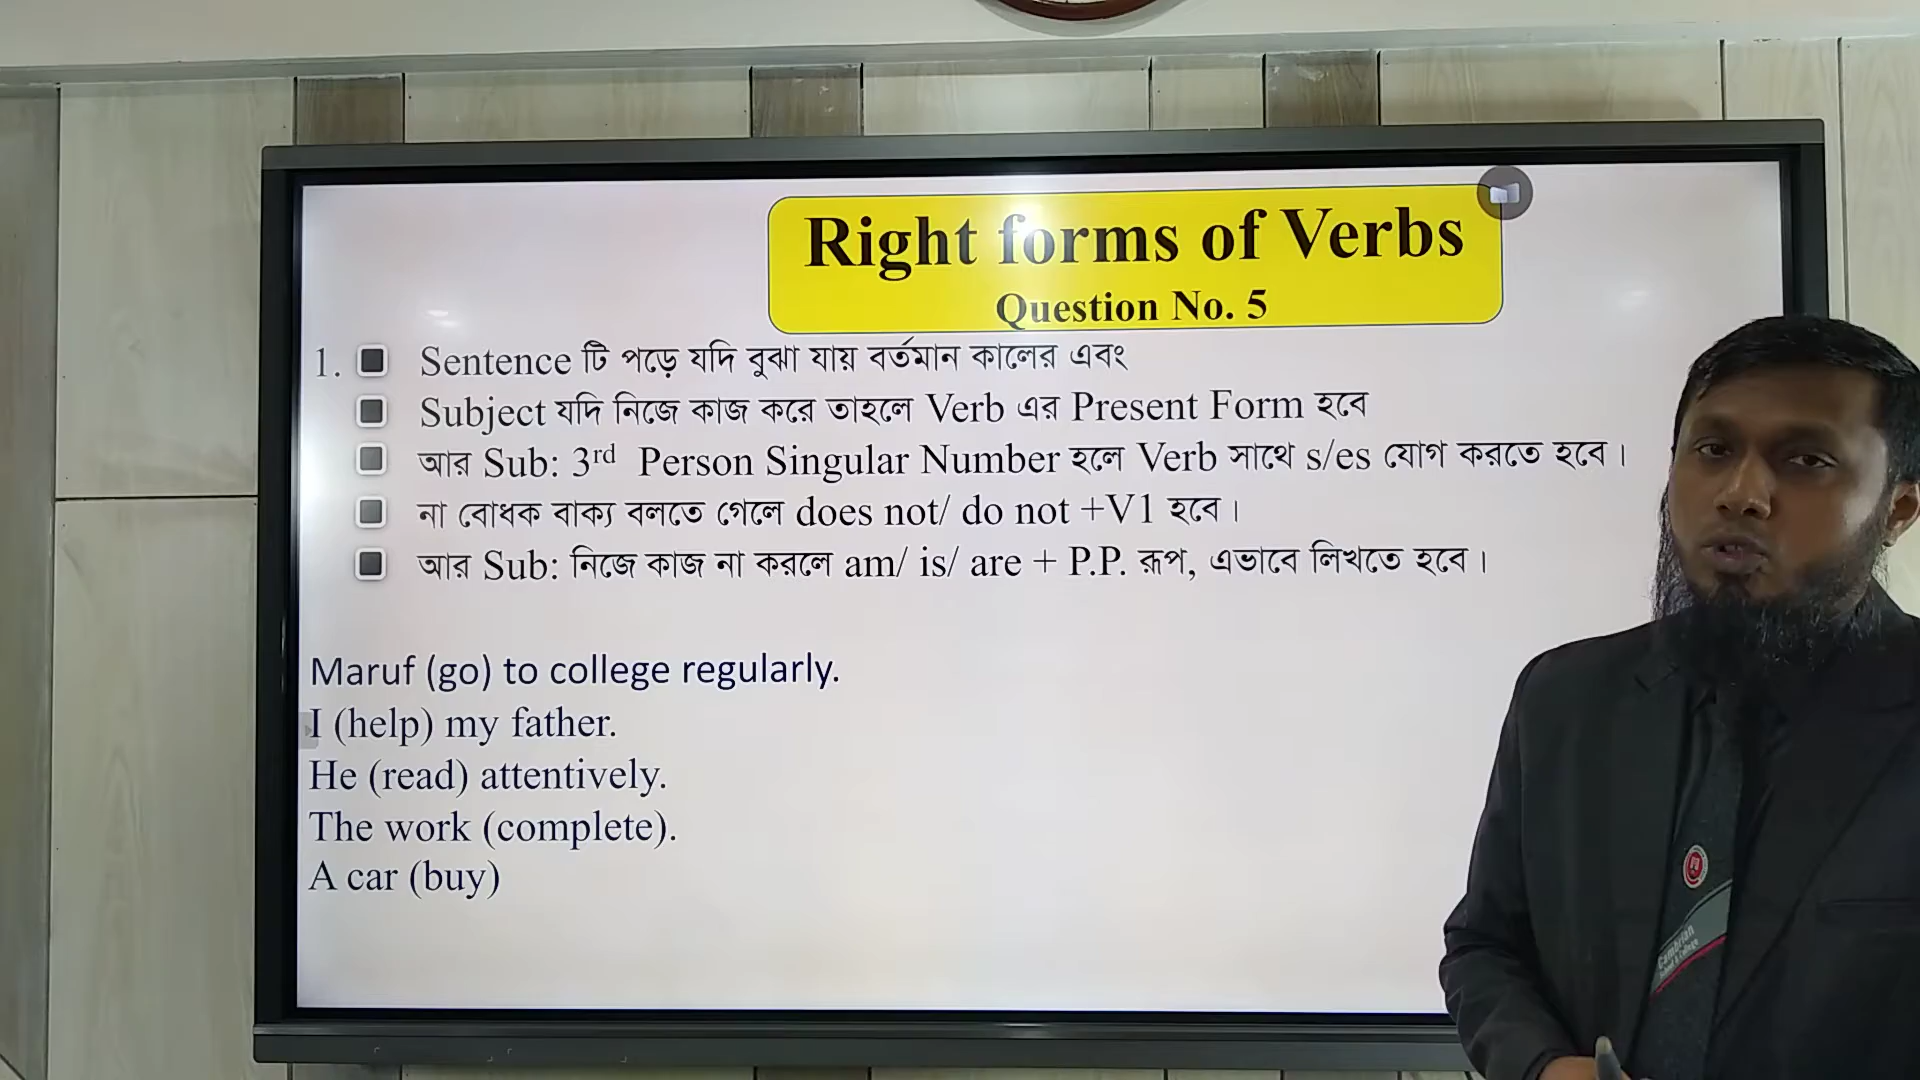 Right forms of Verbs
Question No. 5
1. Sentence টি পড়ে যদি বুঝা যায় বর্তমান কালের এবং
Subject যদি নিজে কাজ করে তাহলে Verb এর Present Form হবে
আর Sub: 3rd Person Singular Number হলে Verb সাথে s/es যোগ করতে হবে।
না বোধক বাক্য বলতে গেলে does not/ do not +V1 হবে।
আর Sub: নিজে কাজ না করলে am/ is/ are + P.P. রূপ, এভাবে লিখতে হবে।
Maruf (go) to college regularly.
I (help) my father.
He (read) attentively.
The work (complete).
A car (buy)
Cambrian
School & College